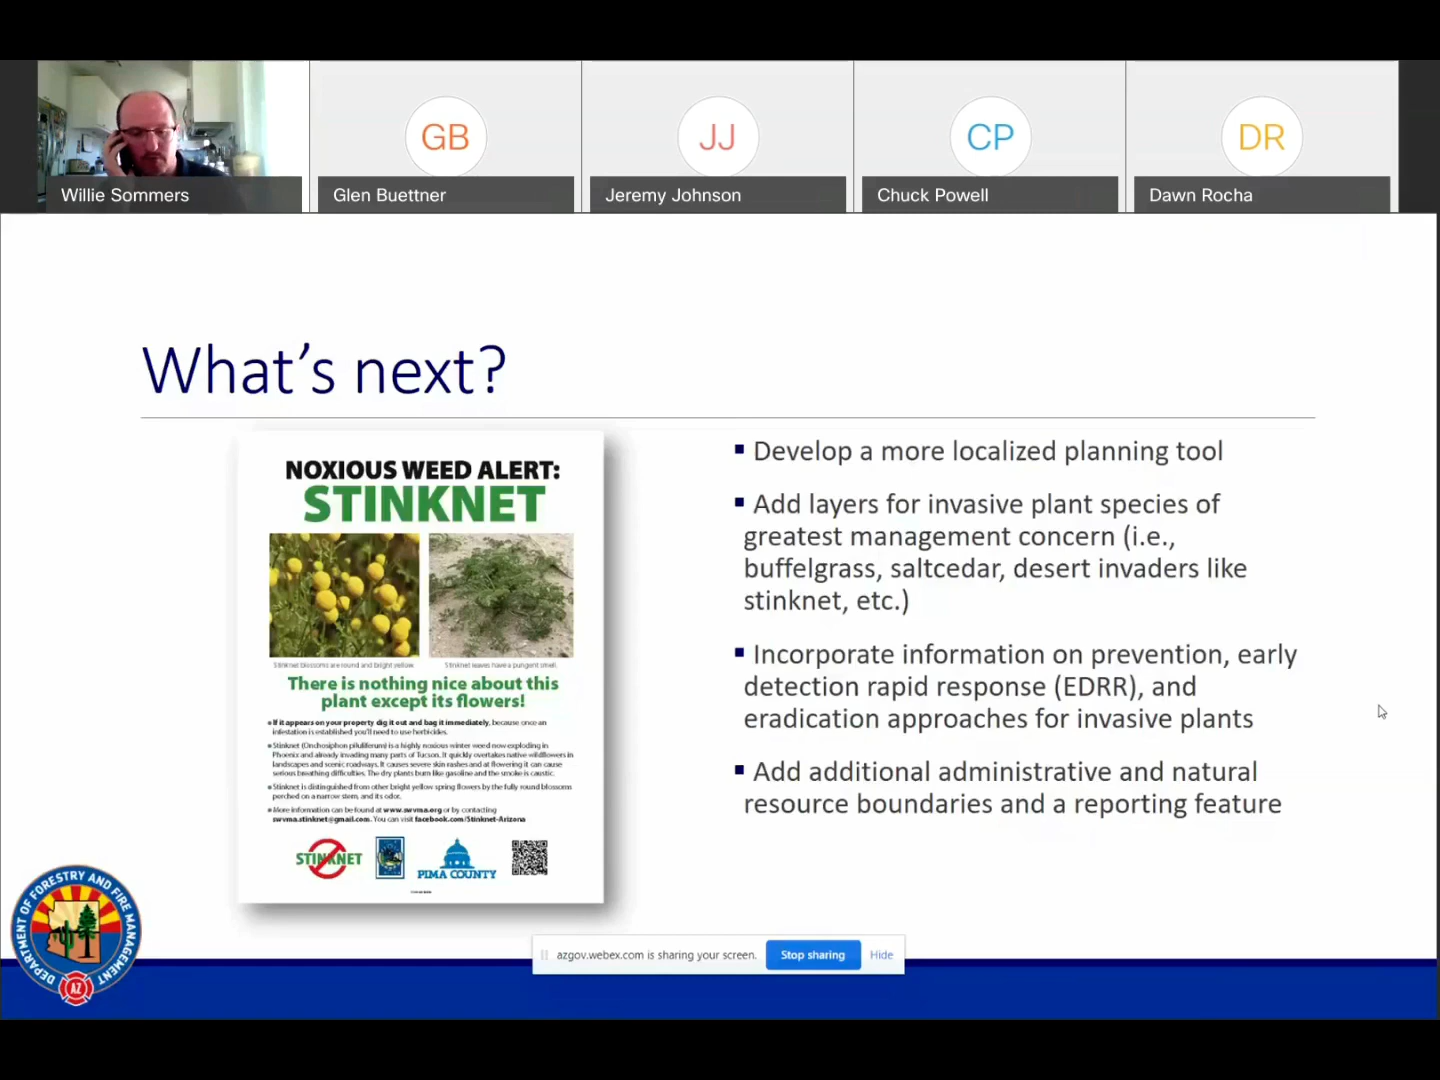 GB
JJ
CP
DR
Willie Sommers
Glen Buettner
Jeremy Johnson
Chuck Powell
Dawn Rocha
What's next?
NOXIOUS WEED ALERT:
STINKNET
Stinknet blossoms are round and bright yellow.
Stinknet leaves have a pungent smell.
There is nothing nice about this
plant except its flowers!
• If it appears on your property dig it out and bag it immediately, because once an
infestation is established you'll need to use herbicides.
• Stinknet (Onchosiphon piluliferum) is a highly noxious winter weed now exploding in
Phoenix and already invading many parts of Tucson. It quickly overtakes native wildflowers in
landscapes and scenic roadways. It causes severe skin rashes and at flowering it can cause
serious breathing difficulties. The dry plants burn like gasoline and the smoke is caustic.
• Stinknet is distinguished from other bright yellow spring flowers by the fully round blossoms
perched on a narrow stem, and its odor.
• More information can be found at www.swvma.org or by contacting
swvma.stinknet@gmail.com. You can visit facebook.com/Stinknet-Arizona
STINKNET
PIMA COUNTY
▪ Develop a more localized planning tool
▪ Add layers for invasive plant species of
greatest management concern (i.e.,
buffelgrass, saltcedar, desert invaders like
stinknet, etc.)
▪ Incorporate information on prevention, early
detection rapid response (EDRR), and
eradication approaches for invasive plants
▪ Add additional administrative and natural
resource boundaries and a reporting feature
DEPARTMENT OF FORESTRY AND FIRE MANAGEMENT
AZ
azgov.webex.com is sharing your screen.
Stop sharing
Hide